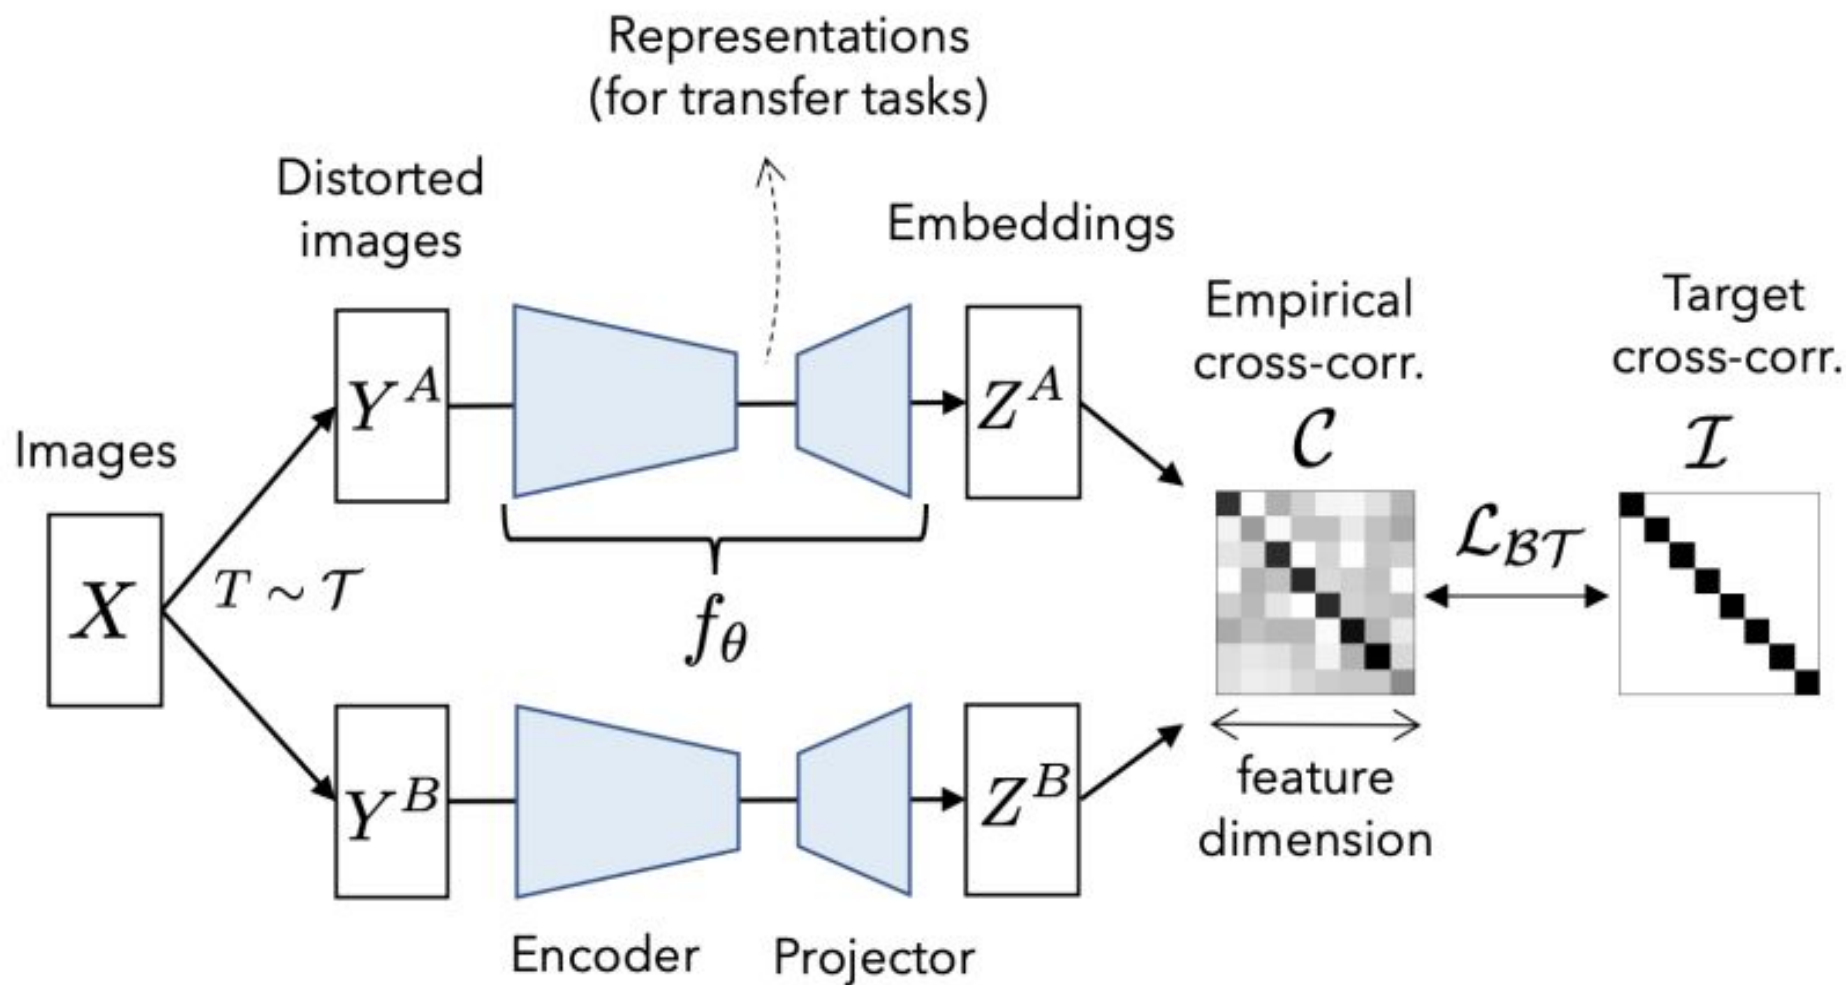 Representations
(for transfer tasks)
Distorted
images
Embeddings
Empirical
cross-corr.
Target
cross-corr.
Images
Y^A
Z^A
𝒞
ℐ
X
T ~ 𝒯
f_θ
ℒ_ℬ𝒯
Y^B
Z^B
feature
dimension
Encoder
Projector